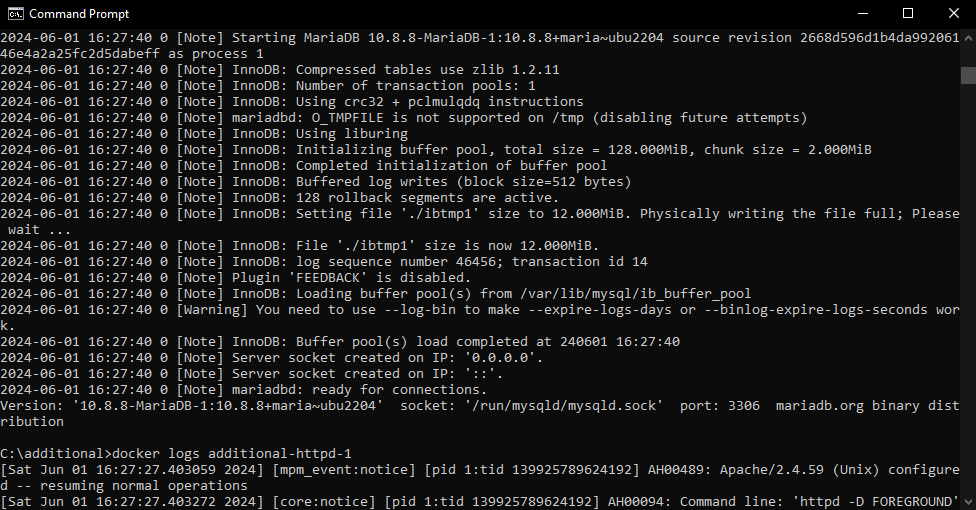 Command Prompt
2024-06-01 16:27:40 0 [Note] Starting MariaDB 10.8.8-MariaDB-1:10.8.8+maria~ubu2204 source revision 2668d596d1b4da992061
46e4a2a25fc2d5dabeff as process 1
2024-06-01 16:27:40 0 [Note] InnoDB: Compressed tables use zlib 1.2.11
2024-06-01 16:27:40 0 [Note] InnoDB: Number of transaction pools: 1
2024-06-01 16:27:40 0 [Note] InnoDB: Using crc32 + pclmulqdq instructions
2024-06-01 16:27:40 0 [Note] mariadbd: O_TMPFILE is not supported on /tmp (disabling future attempts)
2024-06-01 16:27:40 0 [Note] InnoDB: Using liburing
2024-06-01 16:27:40 0 [Note] InnoDB: Initializing buffer pool, total size = 128.000MiB, chunk size = 2.000MiB
2024-06-01 16:27:40 0 [Note] InnoDB: Completed initialization of buffer pool
2024-06-01 16:27:40 0 [Note] InnoDB: Buffered log writes (block size=512 bytes)
2024-06-01 16:27:40 0 [Note] InnoDB: 128 rollback segments are active.
2024-06-01 16:27:40 0 [Note] InnoDB: Setting file './ibtmp1' size to 12.000MiB. Physically writing the file full; Please
 wait ...
2024-06-01 16:27:40 0 [Note] InnoDB: File './ibtmp1' size is now 12.000MiB.
2024-06-01 16:27:40 0 [Note] InnoDB: log sequence number 46456; transaction id 14
2024-06-01 16:27:40 0 [Note] Plugin 'FEEDBACK' is disabled.
2024-06-01 16:27:40 0 [Note] InnoDB: Loading buffer pool(s) from /var/lib/mysql/ib_buffer_pool
2024-06-01 16:27:40 0 [Warning] You need to use --log-bin to make --expire-logs-days or --binlog-expire-logs-seconds wor
k.
2024-06-01 16:27:40 0 [Note] InnoDB: Buffer pool(s) load completed at 240601 16:27:40
2024-06-01 16:27:40 0 [Note] Server socket created on IP: '0.0.0.0'.
2024-06-01 16:27:40 0 [Note] Server socket created on IP: '::'.
2024-06-01 16:27:40 0 [Note] mariadbd: ready for connections.
Version: '10.8.8-MariaDB-1:10.8.8+maria~ubu2204'  socket: '/run/mysqld/mysqld.sock'  port: 3306  mariadb.org binary dist
ribution
C:\additional>docker logs additional-httpd-1
[Sat Jun 01 16:27:27.403059 2024] [mpm_event:notice] [pid 1:tid 139925789624192] AH00489: Apache/2.4.59 (Unix) configure
d -- resuming normal operations
[Sat Jun 01 16:27:27.403272 2024] [core:notice] [pid 1:tid 139925789624192] AH00094: Command line: 'httpd -D FOREGROUND'